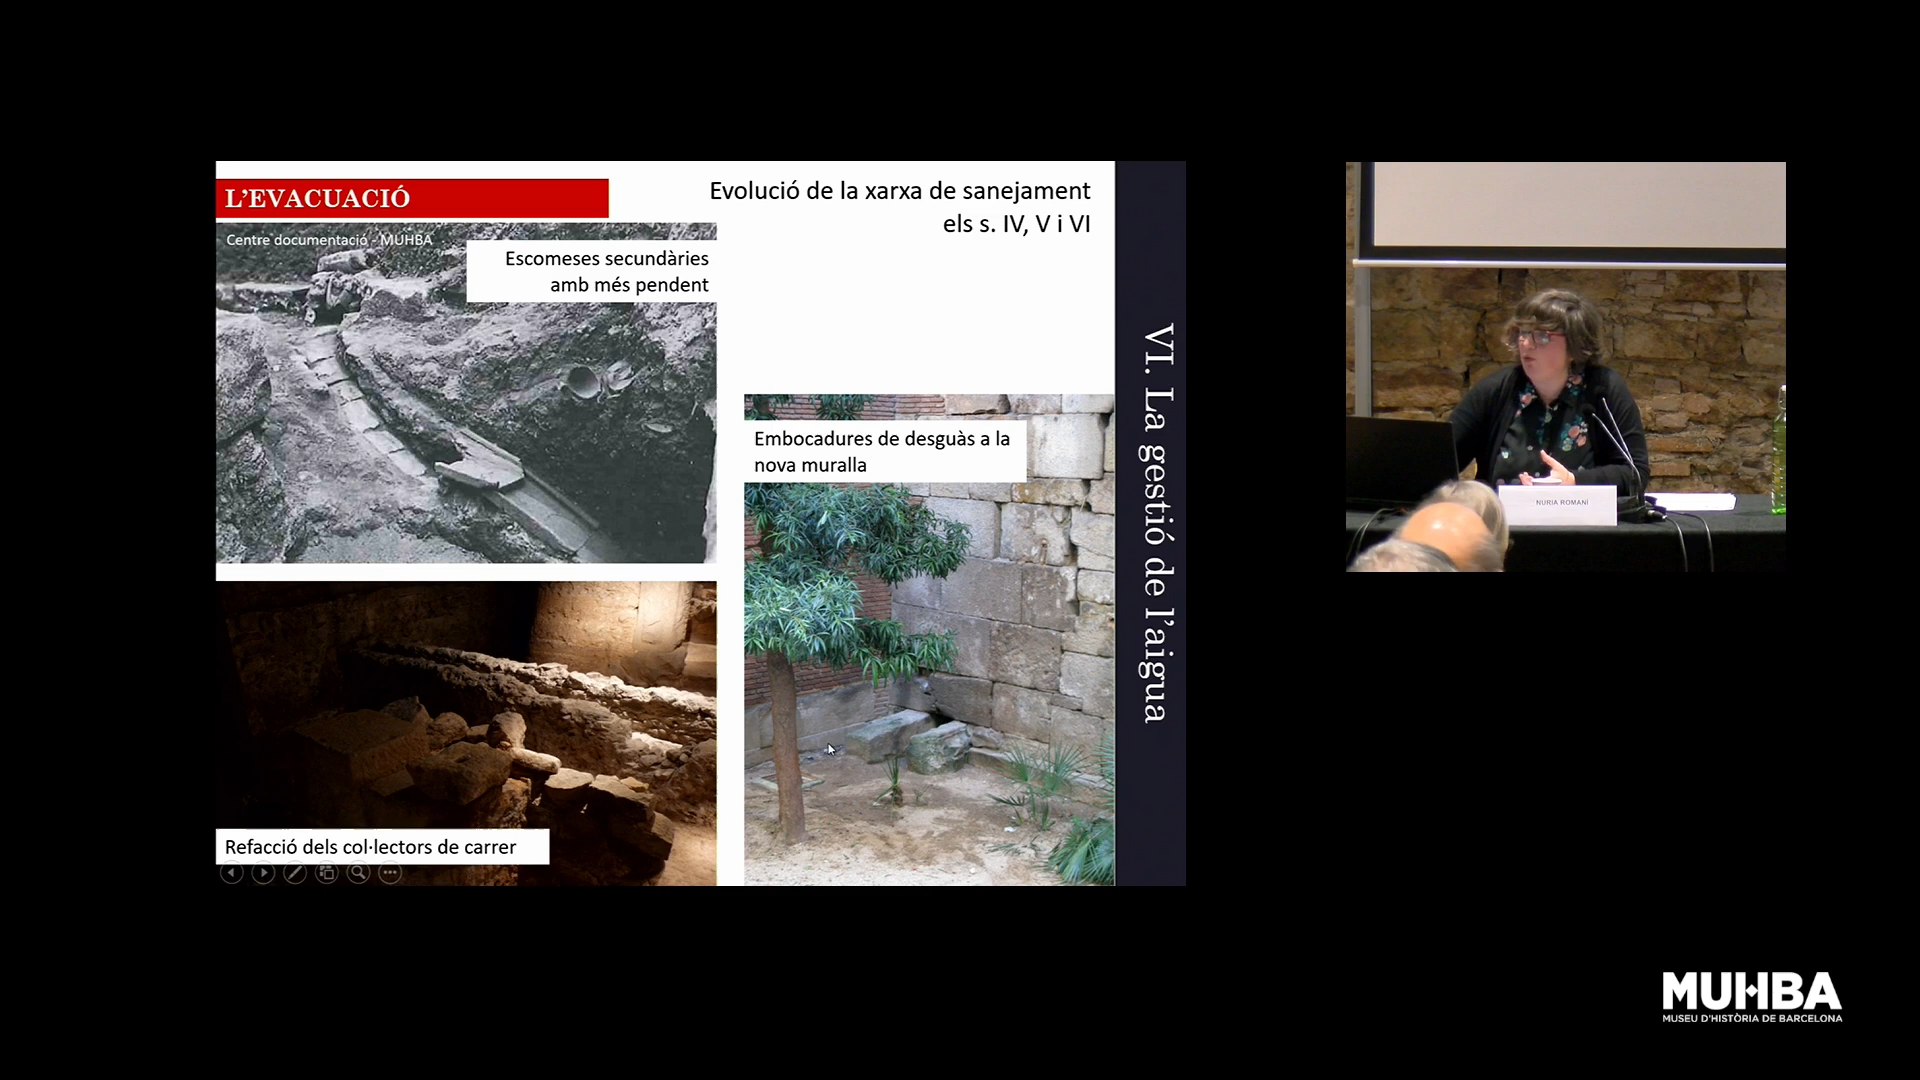 L'EVACUACIÓ
Evolució de la xarxa de sanejament
els s. IV, V i VI
Centre documentació - MUHBA
Escomeses secundàries
amb més pendent
Embocadures de desguàs a la
nova muralla
Refacció dels col·lectors de carrer
VI. La gestió de l'aigua
NURIA ROMANÍ
MUHBA
MUSEU D'HISTÒRIA DE BARCELONA